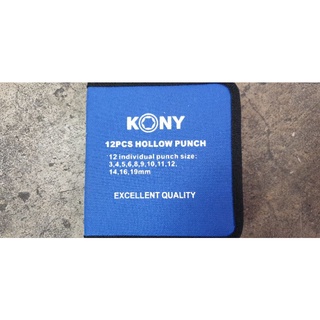 KONY
12PCS HOLLOW PUNCH
12 individual punch size:
3,4,5,6,8,9,10,11,12,
14,16,19mm
EXCELLENT QUALITY